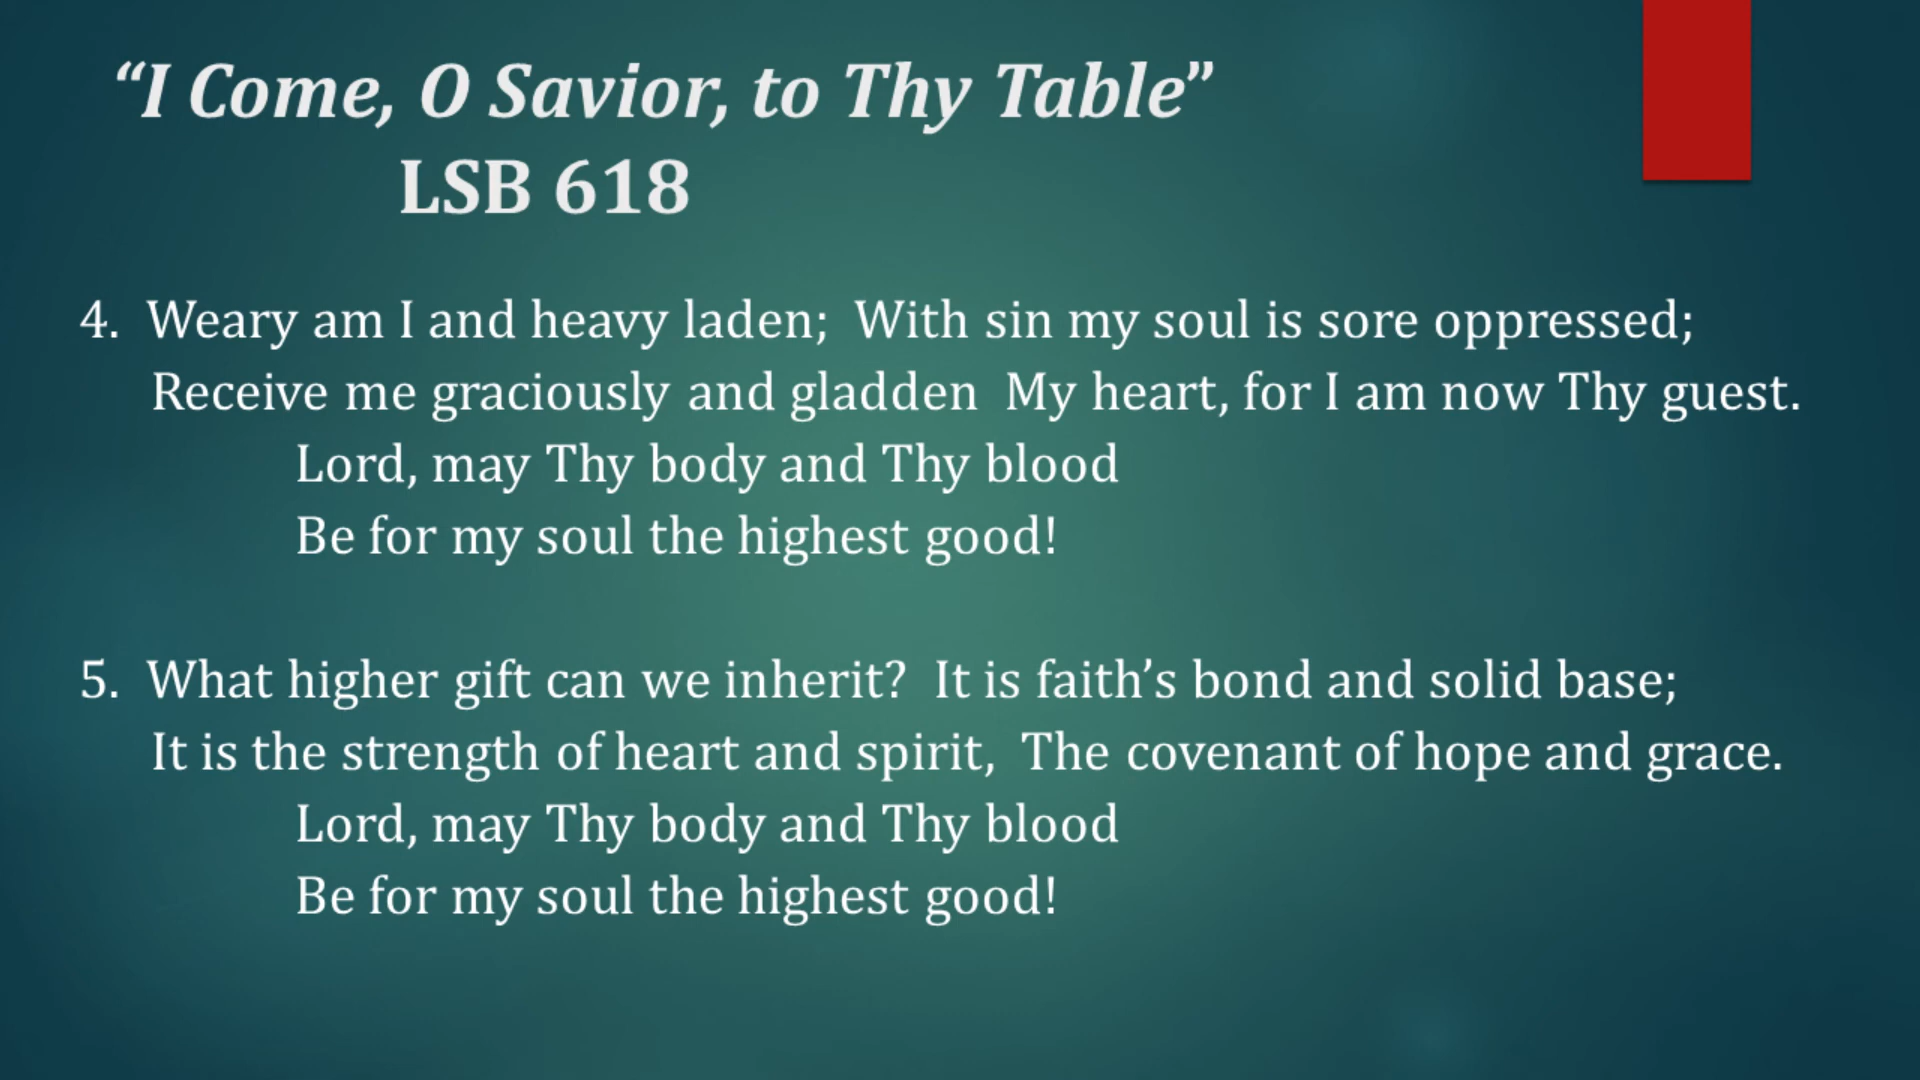 “I Come, O Savior, to Thy Table”
LSB 618
4. Weary am I and heavy laden; With sin my soul is sore oppressed;
Receive me graciously and gladden My heart, for I am now Thy guest.
Lord, may Thy body and Thy blood
Be for my soul the highest good!
5. What higher gift can we inherit? It is faith’s bond and solid base;
It is the strength of heart and spirit, The covenant of hope and grace.
Lord, may Thy body and Thy blood
Be for my soul the highest good!